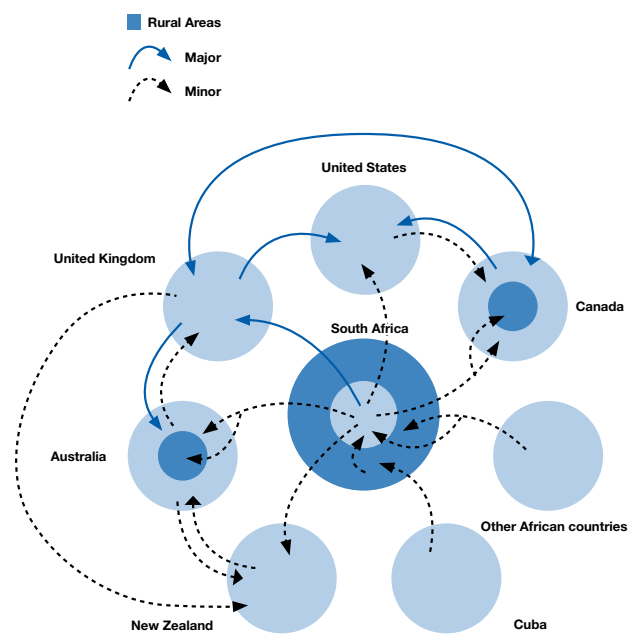 Rural Areas
Major
Minor
United States
United Kingdom
Canada
South Africa
Australia
Other African countries
New Zealand
Cuba